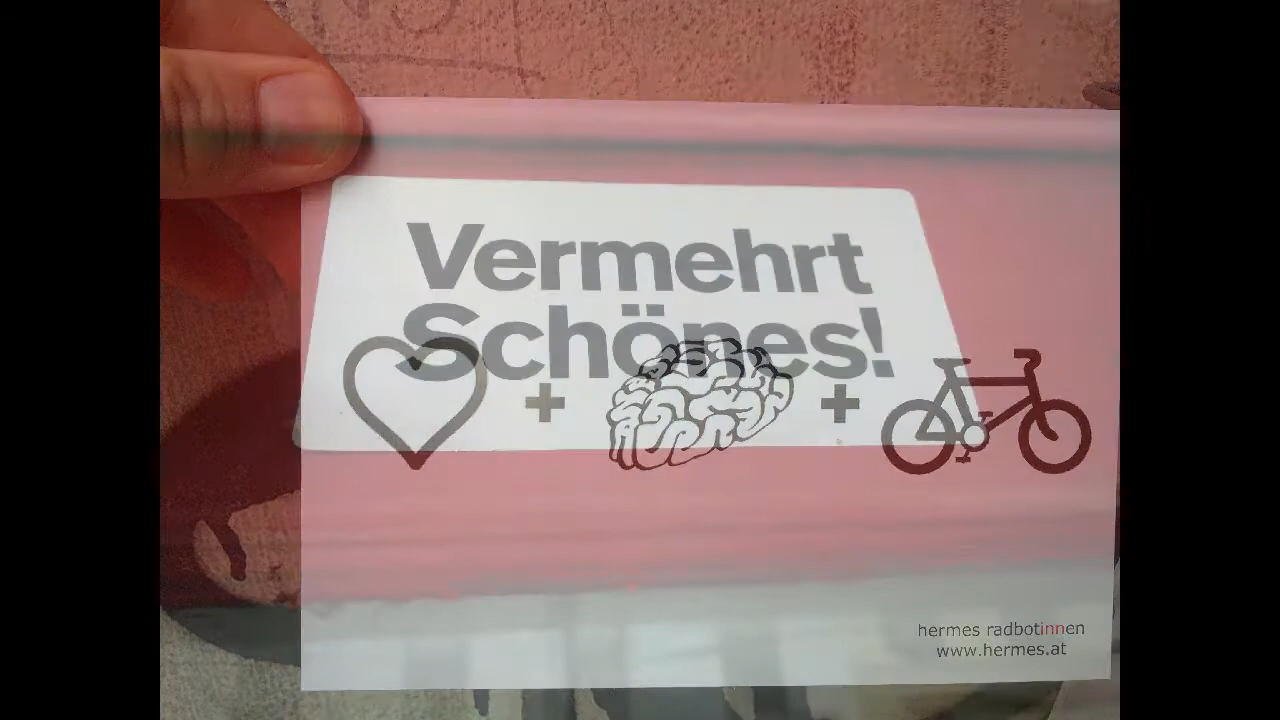 Vermehrt
Schönes!
+ +
hermes radbotinnen
www.hermes.at